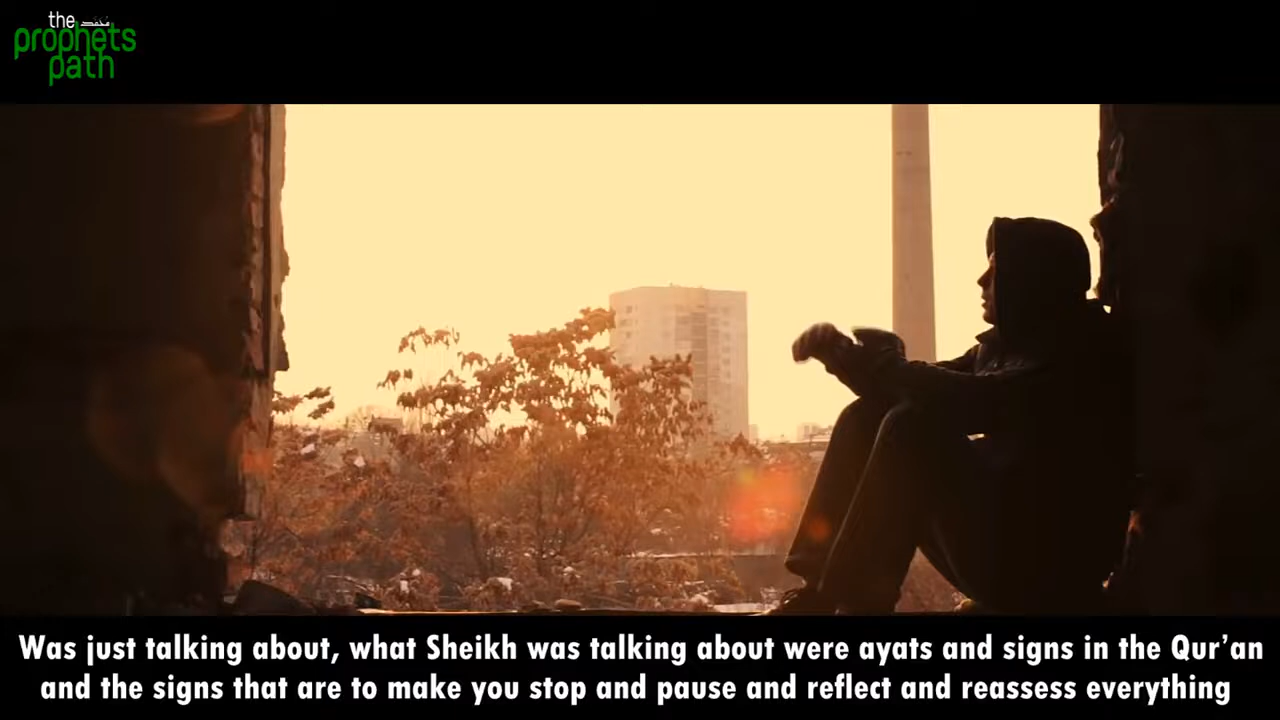 the محمد
prophets
path
Was just talking about, what Sheikh was talking about were ayats and signs in the Qur’an
and the signs that are to make you stop and pause and reflect and reassess everything